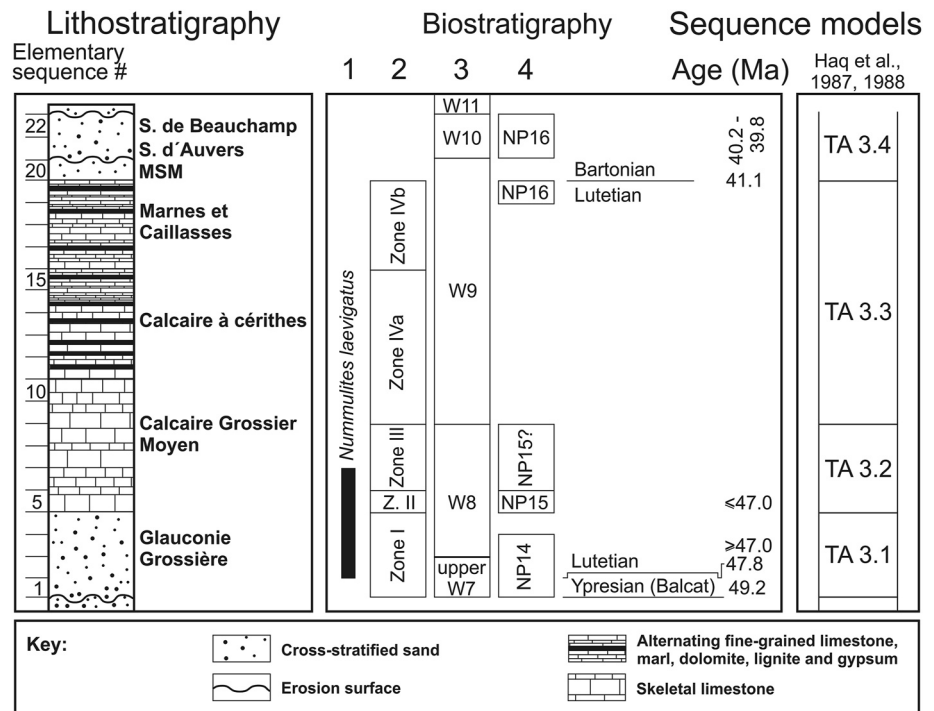 Lithostratigraphy
Biostratigraphy
Sequence models
Elementary
sequence #
1
2
3
4
Age (Ma)
Haq et al.,
1987, 1988
22
20
15
10
5
1
S. de Beauchamp
S. d´Auvers
MSM
Marnes et
Caillasses
Calcaire à cérithes
Calcaire Grossier
Moyen
Glauconie
Grossière
Nummulites laevigatus
Zone IVb
Zone IVa
Zone III
Z. II
Zone I
W11
W10
W9
W8
upper
W7
NP16
NP16
NP15?
NP15
NP14
Bartonian
Lutetian
Lutetian
Ypresian (Balcat)
40.2 -
39.8
41.1
⩽47.0
⩾47.0
47.8
49.2
TA 3.4
TA 3.3
TA 3.2
TA 3.1
Key:
Cross-stratified sand
Erosion surface
Alternating fine-grained limestone,
marl, dolomite, lignite and gypsum
Skeletal limestone